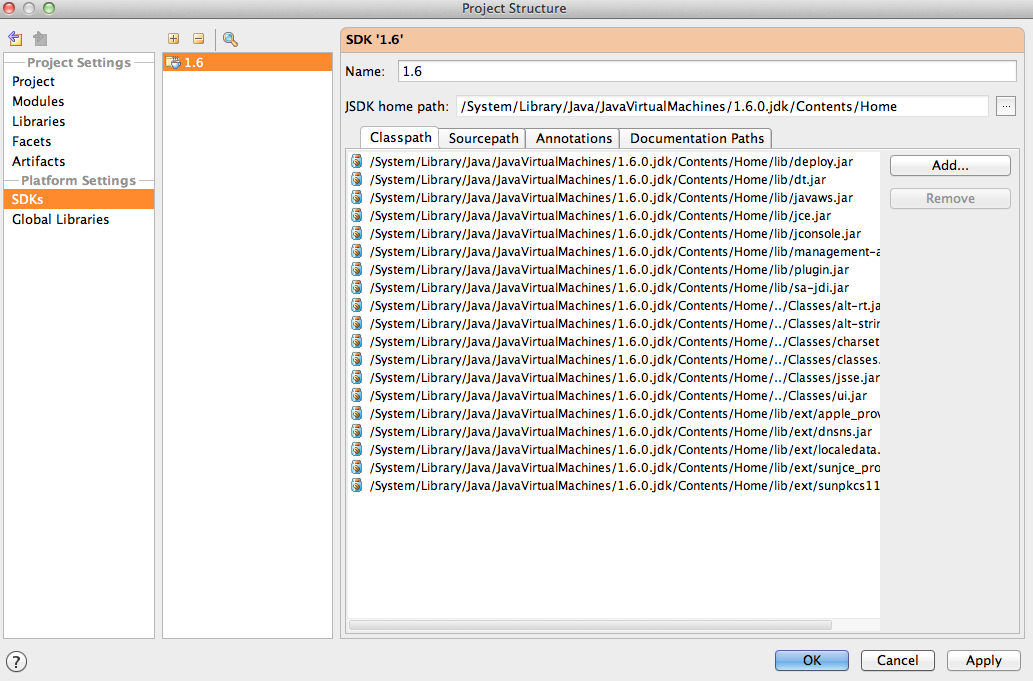 Project Structure
Project Settings
Project
Modules
Libraries
Facets
Artifacts
Platform Settings
SDKs
Global Libraries
1.6
SDK '1.6'
Name: 1.6
JSDK home path: /System/Library/Java/JavaVirtualMachines/1.6.0.jdk/Contents/Home ...
Classpath Sourcepath Annotations Documentation Paths
/System/Library/Java/JavaVirtualMachines/1.6.0.jdk/Contents/Home/lib/deploy.jar
/System/Library/Java/JavaVirtualMachines/1.6.0.jdk/Contents/Home/lib/dt.jar
/System/Library/Java/JavaVirtualMachines/1.6.0.jdk/Contents/Home/lib/javaws.jar
/System/Library/Java/JavaVirtualMachines/1.6.0.jdk/Contents/Home/lib/jce.jar
/System/Library/Java/JavaVirtualMachines/1.6.0.jdk/Contents/Home/lib/jconsole.jar
/System/Library/Java/JavaVirtualMachines/1.6.0.jdk/Contents/Home/lib/management-a
/System/Library/Java/JavaVirtualMachines/1.6.0.jdk/Contents/Home/lib/plugin.jar
/System/Library/Java/JavaVirtualMachines/1.6.0.jdk/Contents/Home/lib/sa-jdi.jar
/System/Library/Java/JavaVirtualMachines/1.6.0.jdk/Contents/Home/../Classes/alt-rt.ja
/System/Library/Java/JavaVirtualMachines/1.6.0.jdk/Contents/Home/../Classes/alt-strin
/System/Library/Java/JavaVirtualMachines/1.6.0.jdk/Contents/Home/../Classes/charset
/System/Library/Java/JavaVirtualMachines/1.6.0.jdk/Contents/Home/../Classes/classes.
/System/Library/Java/JavaVirtualMachines/1.6.0.jdk/Contents/Home/../Classes/jsse.jar
/System/Library/Java/JavaVirtualMachines/1.6.0.jdk/Contents/Home/../Classes/ui.jar
/System/Library/Java/JavaVirtualMachines/1.6.0.jdk/Contents/Home/lib/ext/apple_prov
/System/Library/Java/JavaVirtualMachines/1.6.0.jdk/Contents/Home/lib/ext/dnsns.jar
/System/Library/Java/JavaVirtualMachines/1.6.0.jdk/Contents/Home/lib/ext/localedata.
/System/Library/Java/JavaVirtualMachines/1.6.0.jdk/Contents/Home/lib/ext/sunjce_pro
/System/Library/Java/JavaVirtualMachines/1.6.0.jdk/Contents/Home/lib/ext/sunpkcs11
Add...
Remove
?
OK Cancel Apply